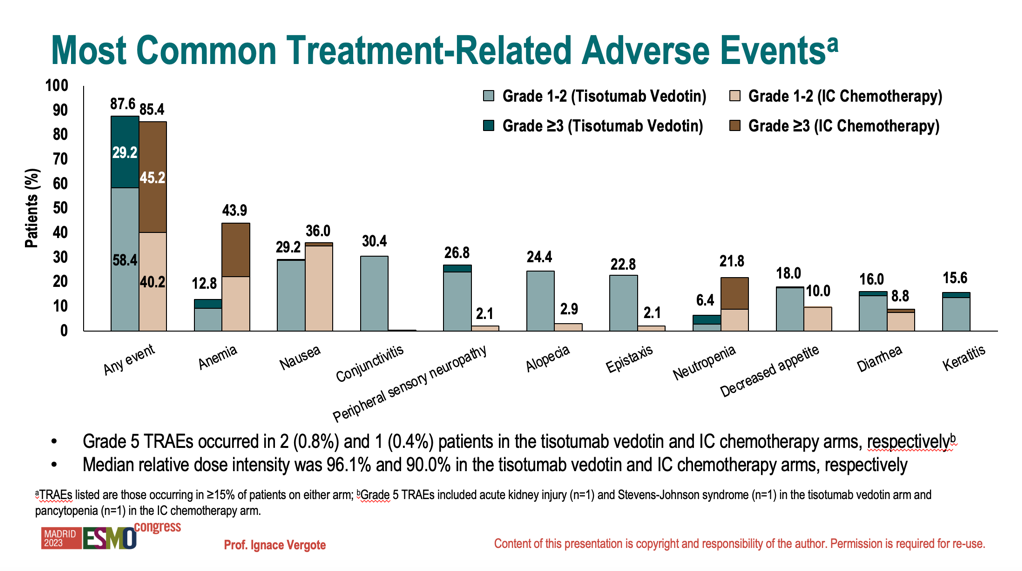 Most Common Treatment-Related Adverse Eventsᵃ
100
90
80
70
60
50
40
30
20
10
0
Patients (%)
Grade 1-2 (Tisotumab Vedotin)
Grade 1-2 (IC Chemotherapy)
Grade ≥3 (Tisotumab Vedotin)
Grade ≥3 (IC Chemotherapy)
87.6
85.4
29.2
45.2
58.4
40.2
12.8
43.9
29.2
36.0
30.4
26.8
2.1
24.4
2.9
22.8
2.1
6.4
21.8
18.0
10.0
16.0
8.8
15.6
Any event
Anemia
Nausea
Conjunctivitis
Peripheral sensory neuropathy
Alopecia
Epistaxis
Neutropenia
Decreased appetite
Diarrhea
Keratitis
• Grade 5 TRAEs occurred in 2 (0.8%) and 1 (0.4%) patients in the tisotumab vedotin and IC chemotherapy arms, respectivelyᵇ
• Median relative dose intensity was 96.1% and 90.0% in the tisotumab vedotin and IC chemotherapy arms, respectively
ᵃTRAEs listed are those occurring in ≥15% of patients on either arm; ᵇGrade 5 TRAEs included acute kidney injury (n=1) and Stevens-Johnson syndrome (n=1) in the tisotumab vedotin arm and
pancytopenia (n=1) in the IC chemotherapy arm.
MADRID
2023
ESMO
congress
Prof. Ignace Vergote
Content of this presentation is copyright and responsibility of the author. Permission is required for re-use.